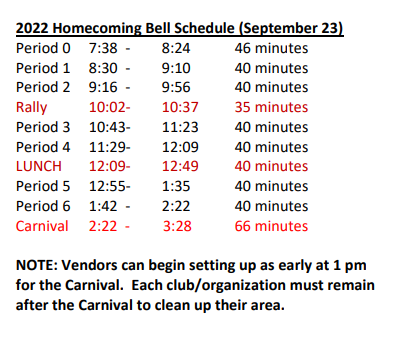 2022 Homecoming Bell Schedule (September 23)
Period 0 7:38 - 8:24 46 minutes
Period 1 8:30 - 9:10 40 minutes
Period 2 9:16 - 9:56 40 minutes
Rally 10:02- 10:37 35 minutes
Period 3 10:43- 11:23 40 minutes
Period 4 11:29- 12:09 40 minutes
LUNCH 12:09- 12:49 40 minutes
Period 5 12:55- 1:35 40 minutes
Period 6 1:42 - 2:22 40 minutes
Carnival 2:22 - 3:28 66 minutes
NOTE: Vendors can begin setting up as early at 1 pm
for the Carnival. Each club/organization must remain
after the Carnival to clean up their area.